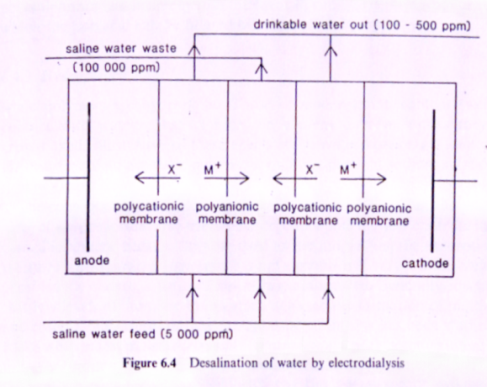 drinkable water out (100 - 500 ppm)
saline water waste
(100 000 ppm)
X⁻ M⁺ X⁻ M⁺
polycationic polyanionic polycationic polyanionic
membrane membrane membrane membrane
anode cathode
saline water feed (5 000 ppm)
Figure 6.4 Desalination of water by electrodialysis